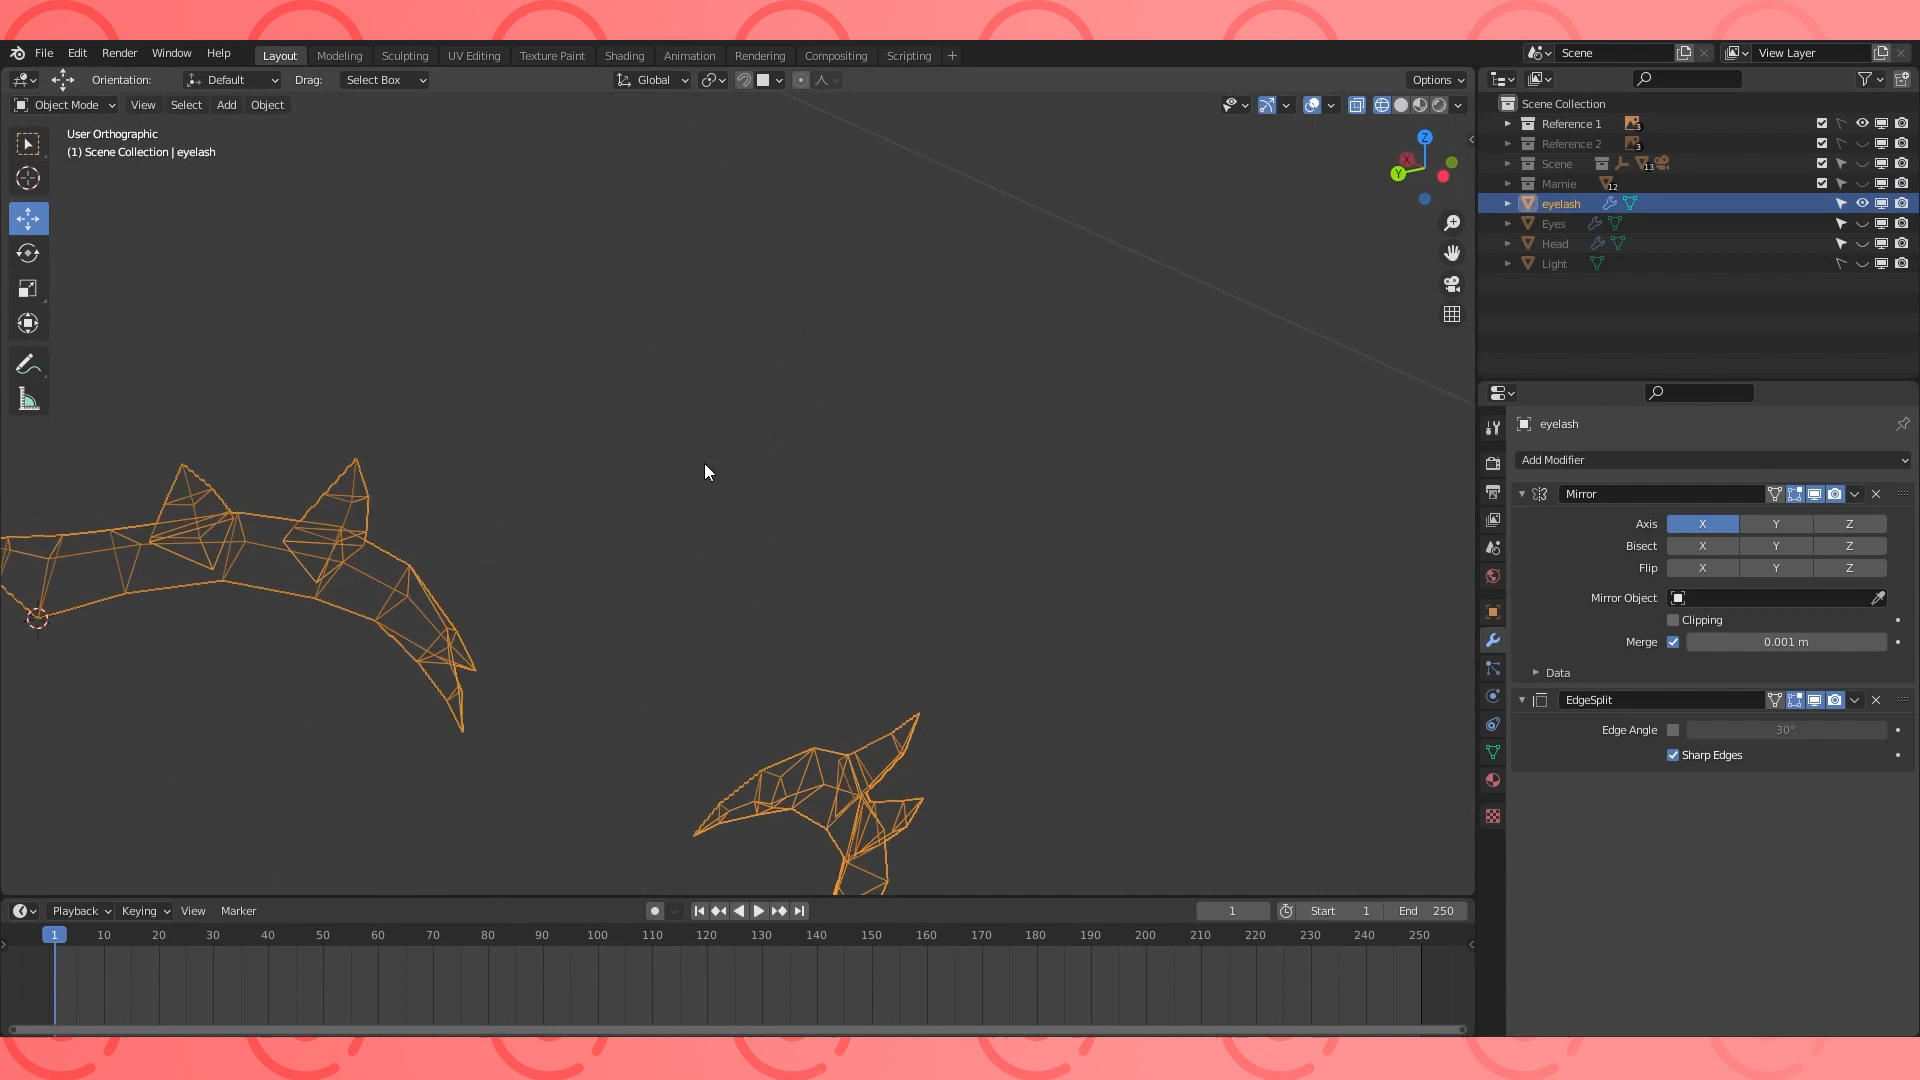 File Edit Render Window Help Layout Modeling Sculpting UV Editing Texture Paint Shading Animation Rendering Compositing Scripting + Scene View Layer
Orientation: Default Drag: Select Box Global Options
Object Mode View Select Add Object
User Orthographic
(1) Scene Collection | eyelash
Z
X
Y
Scene Collection
Reference 1 3
Reference 2 3
Scene 13
Mamie 12
eyelash
Eyes
Head
Light
eyelash
Add Modifier
Mirror
Axis X Y Z
Bisect X Y Z
Flip X Y Z
Mirror Object
Clipping
Merge 0.001 m
Data
EdgeSplit
Edge Angle 30°
Sharp Edges
Playback Keying View Marker 1 Start 1 End 250
1 10 20 30 40 50 60 70 80 90 100 110 120 130 140 150 160 170 180 190 200 210 220 230 240 250